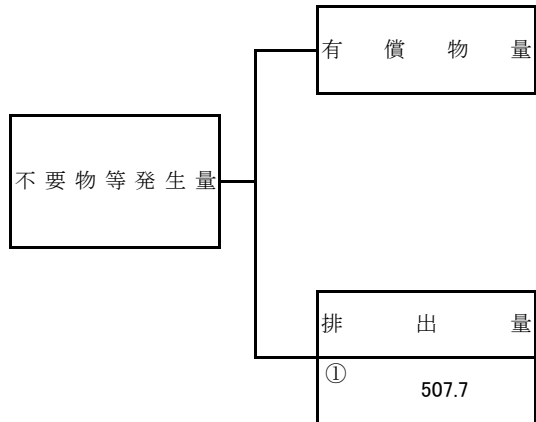 有償物量
不要物等発生量
排出量
①
507.7